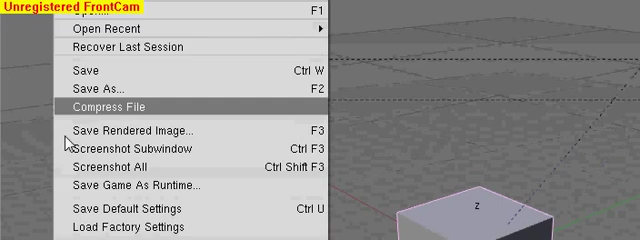 Unregistered FrontCam
Open... F1
Open Recent
Recover Last Session
Save Ctrl W
Save As... F2
Compress File
Save Rendered Image... F3
Screenshot Subwindow Ctrl F3
Screenshot All Ctrl Shift F3
Save Game As Runtime...
Save Default Settings Ctrl U
Load Factory Settings
z